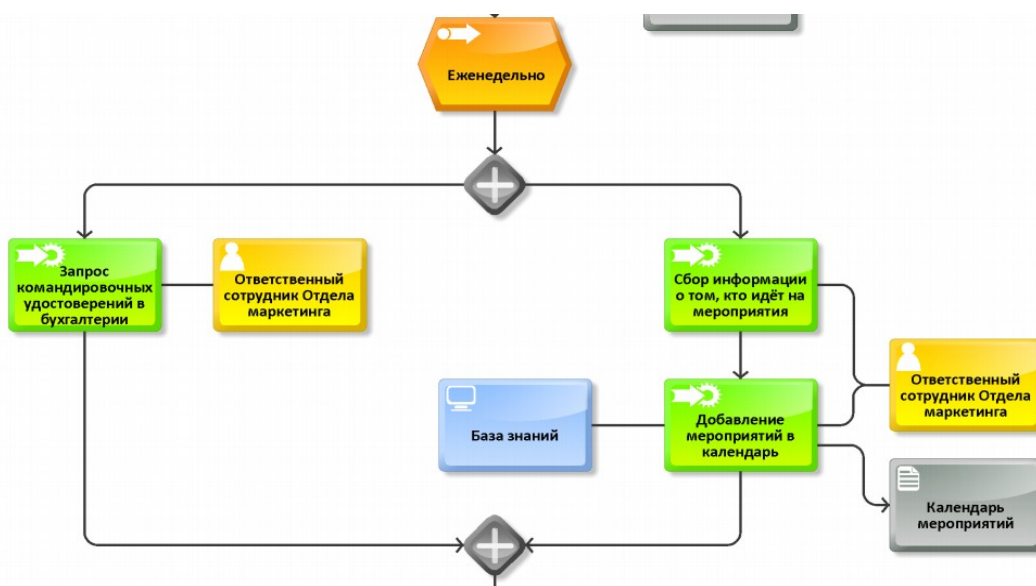 Еженедельно
Запрос
командировочных
удостоверений в
бухгалтерии
Ответственный
сотрудник Отдела
маркетинга
Сбор информации
о том, кто идёт на
мероприятия
Ответственный
сотрудник Отдела
маркетинга
База знаний
Добавление
мероприятий в
календарь
Календарь
мероприятий